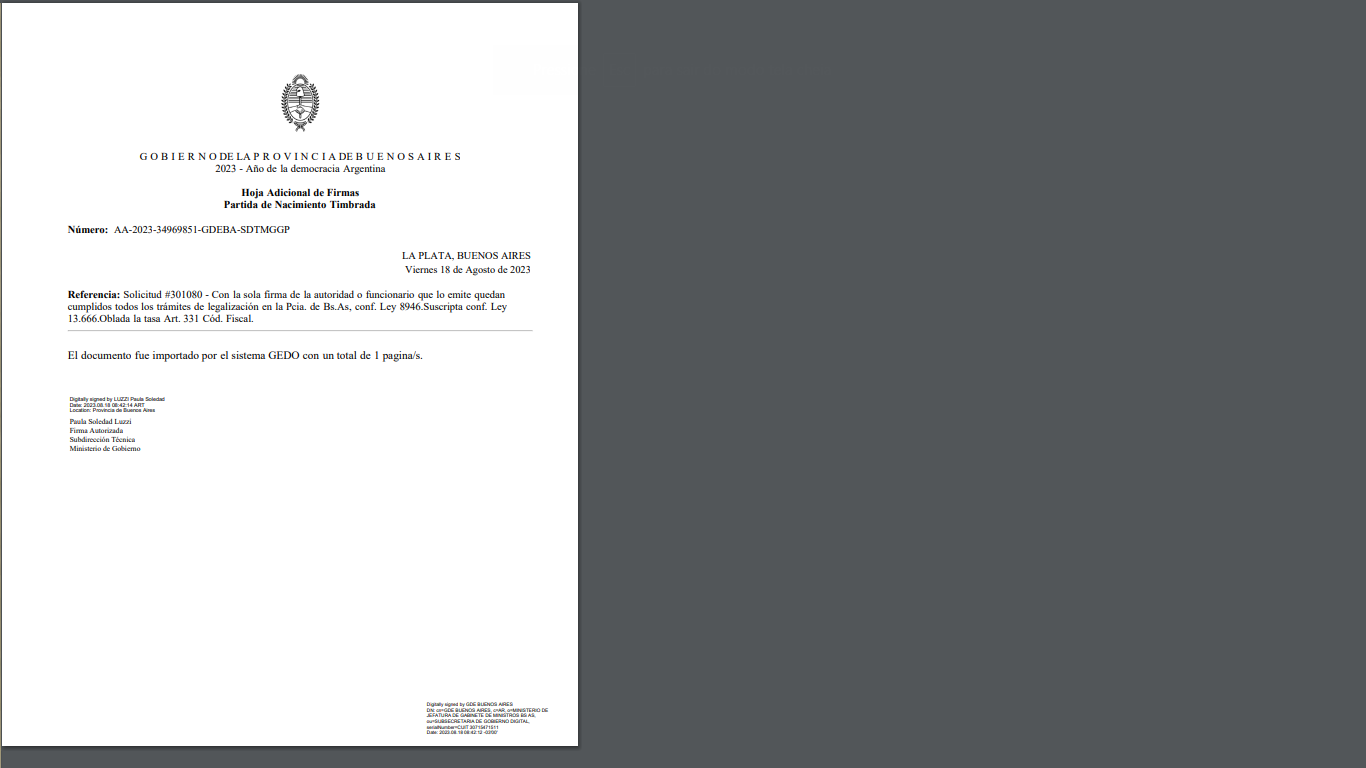 GOBIERNO DE LA PROVINCIA DE BUENOS AIRES
2023 - Año de la democracia Argentina
Hoja Adicional de Firmas
Partida de Nacimiento Timbrada
Número: AA-2023-34969851-GDEBA-SDTMGGP
LA PLATA, BUENOS AIRES
Viernes 18 de Agosto de 2023
Referencia: Solicitud #301080 - Con la sola firma de la autoridad o funcionario que lo emite quedan
cumplidos todos los trámites de legalización en la Pcia. de Bs.As, conf. Ley 8946.Suscripta conf. Ley
13.666.Oblada la tasa Art. 331 Cód. Fiscal.
El documento fue importado por el sistema GEDO con un total de 1 pagina/s.
Digitally signed by LUZZI Paula Soledad
Date: 2023.08.18 08:42:14 ART
Location: Provincia de Buenos Aires
Paula Soledad Luzzi
Firma Autorizada
Subdirección Técnica
Ministerio de Gobierno
Digitally signed by GDE BUENOS AIRES
DN: cn=GDE BUENOS AIRES, c=AR, o=MINISTERIO DE
JEFATURA DE GABINETE DE MINISTROS BS AS,
ou=SUBSECRETARIA DE GOBIERNO DIGITAL,
serialNumber=CUIT 30715471511
Date: 2023.08.18 08:42:12 -03'00'